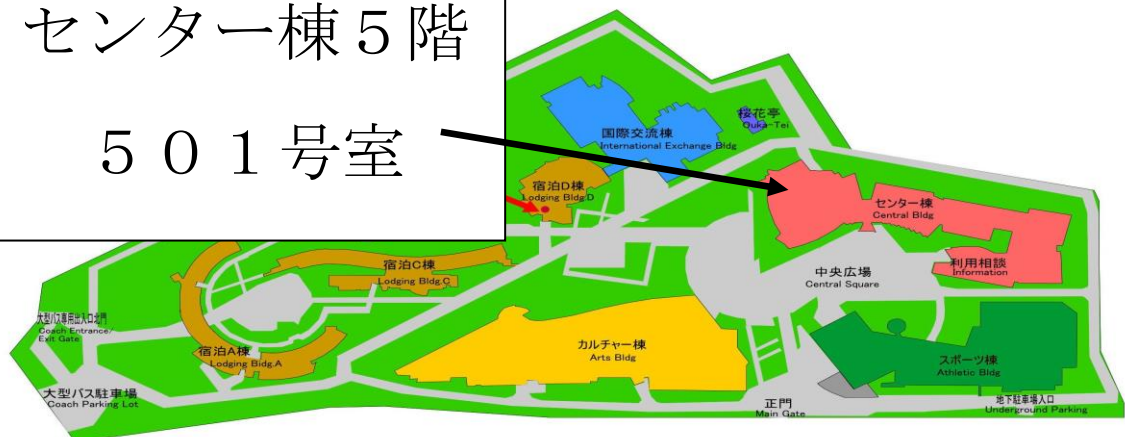 センター棟５階
５０１号室
国際交流棟
International Exchange Bldg
桜花亭
Ouka-Tei
宿泊D棟
Lodging Bldg.D
センター棟
Central Bldg
宿泊C棟
Lodging Bldg.C
中央広場
Central Square
利用相談
Information
大型バス専用出入口北門
Coach Entrance/
Exit Gate
宿泊A棟
Lodging Bldg.A
カルチャー棟
Arts Bldg
スポーツ棟
Athletic Bldg
大型バス駐車場
Coach Parking Lot
正門
Main Gate
地下駐車場入口
Underground Parking